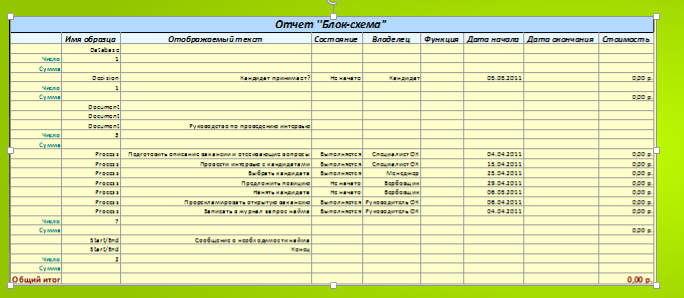 Отчет "Блок-схема"
Имя образца Отображаемый текст Состояние Владелец Функция Дата начала Дата окончания Стоимость
Database
Число 1
Сумма
Decision Кандидат принимает? Не начато Кандидат 05.05.2011 0,00 р.
Число 1
Сумма 0,00 р.
Document
Document
Document Руководство по проведению интервью
Число 3
Сумма
Process Подготовить описание вакансии и отсеивающие вопросы Выполняется Специалист ОК 04.04.2011 0,00 р.
Process Провести интервью с кандидатами Выполняется Специалист ОК 15.04.2011 0,00 р.
Process Выбрать кандидата Выполняется Менеджер 25.04.2011 0,00 р.
Process Предложить позицию Не начато Вербовщик 29.04.2011 0,00 р.
Process Нанять кандидата Не начато Вербовщик 06.05.2011 0,00 р.
Process Прорекламировать открытую вакансию Выполняется Руководитель ОК 06.04.2011 0,00 р.
Process Записать в журнал запрос найма Выполняется Руководитель ОК 04.04.2011 0,00 р.
Число 7
Сумма 0,00 р.
Start/End Сообщение о необходимости найма
Start/End Конец
Число 2
Сумма
Общий итог 0,00 р.